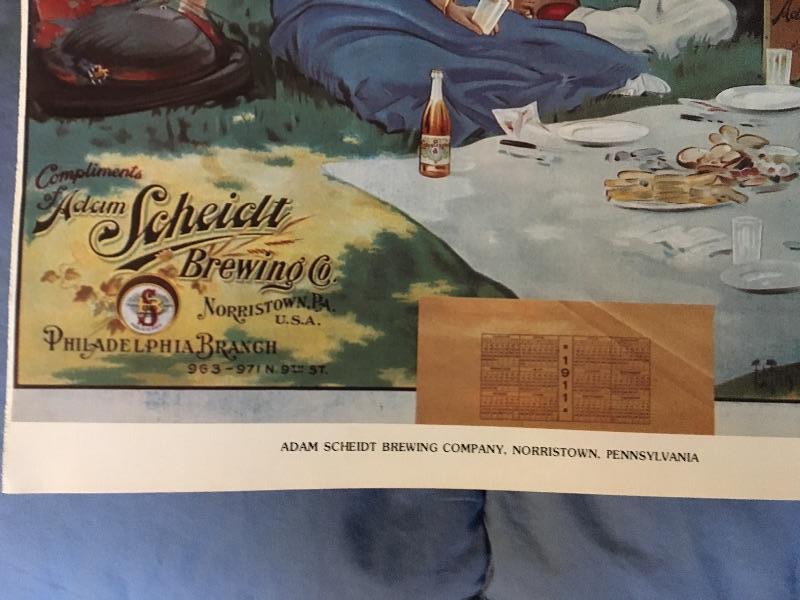 Compliments
of Adam
Scheidt
Brewing Co.
Norristown, PA.
U.S.A.
Philadelphia Branch
963-971 N. 9TH ST.
1911
ADAM SCHEIDT BREWING COMPANY, NORRISTOWN, PENNSYLVANIA